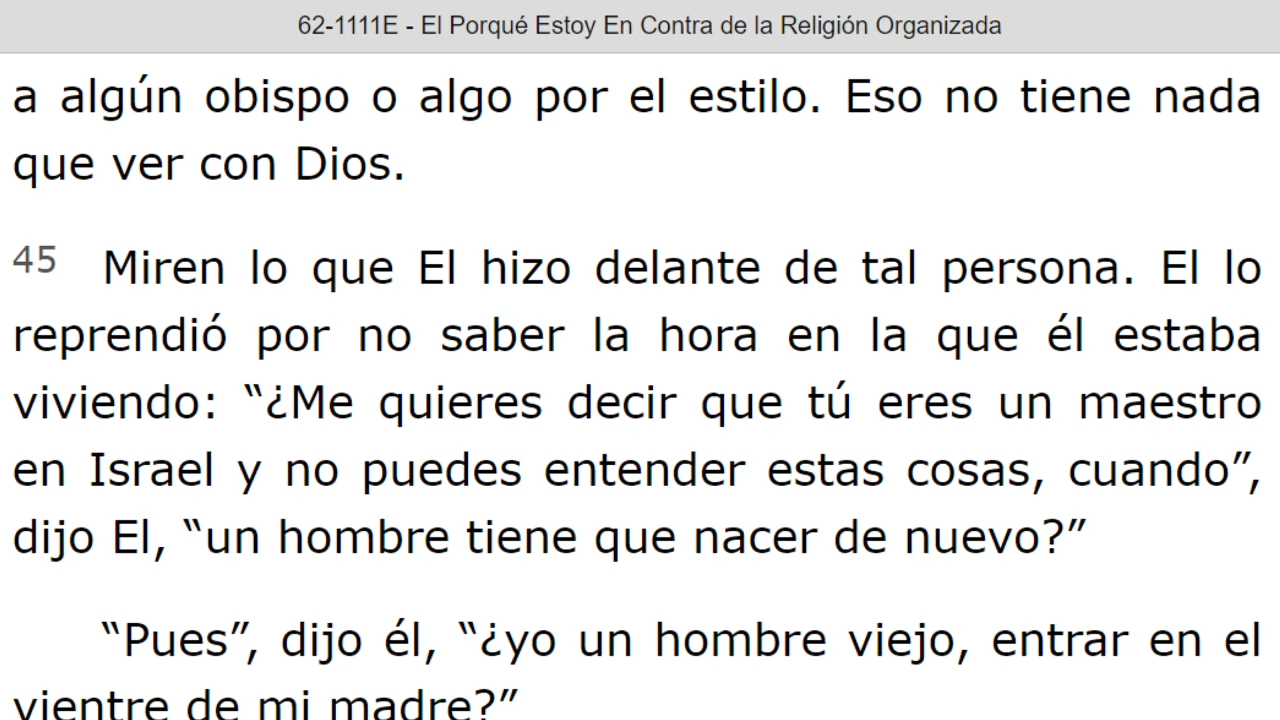 62-1111E - El Porqué Estoy En Contra de la Religión Organizada
a algún obispo o algo por el estilo. Eso no tiene nada
que ver con Dios.
45 Miren lo que El hizo delante de tal persona. El lo
reprendió por no saber la hora en la que él estaba
viviendo: “¿Me quieres decir que tú eres un maestro
en Israel y no puedes entender estas cosas, cuando”,
dijo El, “un hombre tiene que nacer de nuevo?”
“Pues”, dijo él, “¿yo un hombre viejo, entrar en el
vientre de mi madre?”